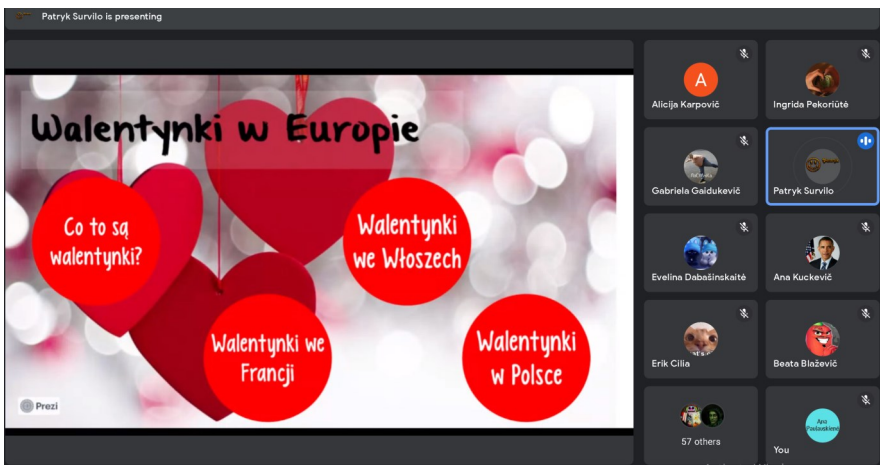 Patryk Survilo is presenting
Walentynki w Europie
Co to są
walentynki?
Walentynki
we Włoszech
Walentynki we
Francji
Walentynki
w Polsce
Prezi
A
Alicija Karpovič
Ingrida Pekoriūtė
Gabriela Gaidukevič
Patryk Survilo
Evelina Dabašinskaitė
Ana Kuckevič
Erik Cilia
Beata Blaževič
57 others
Ana
Paulauskienė
You